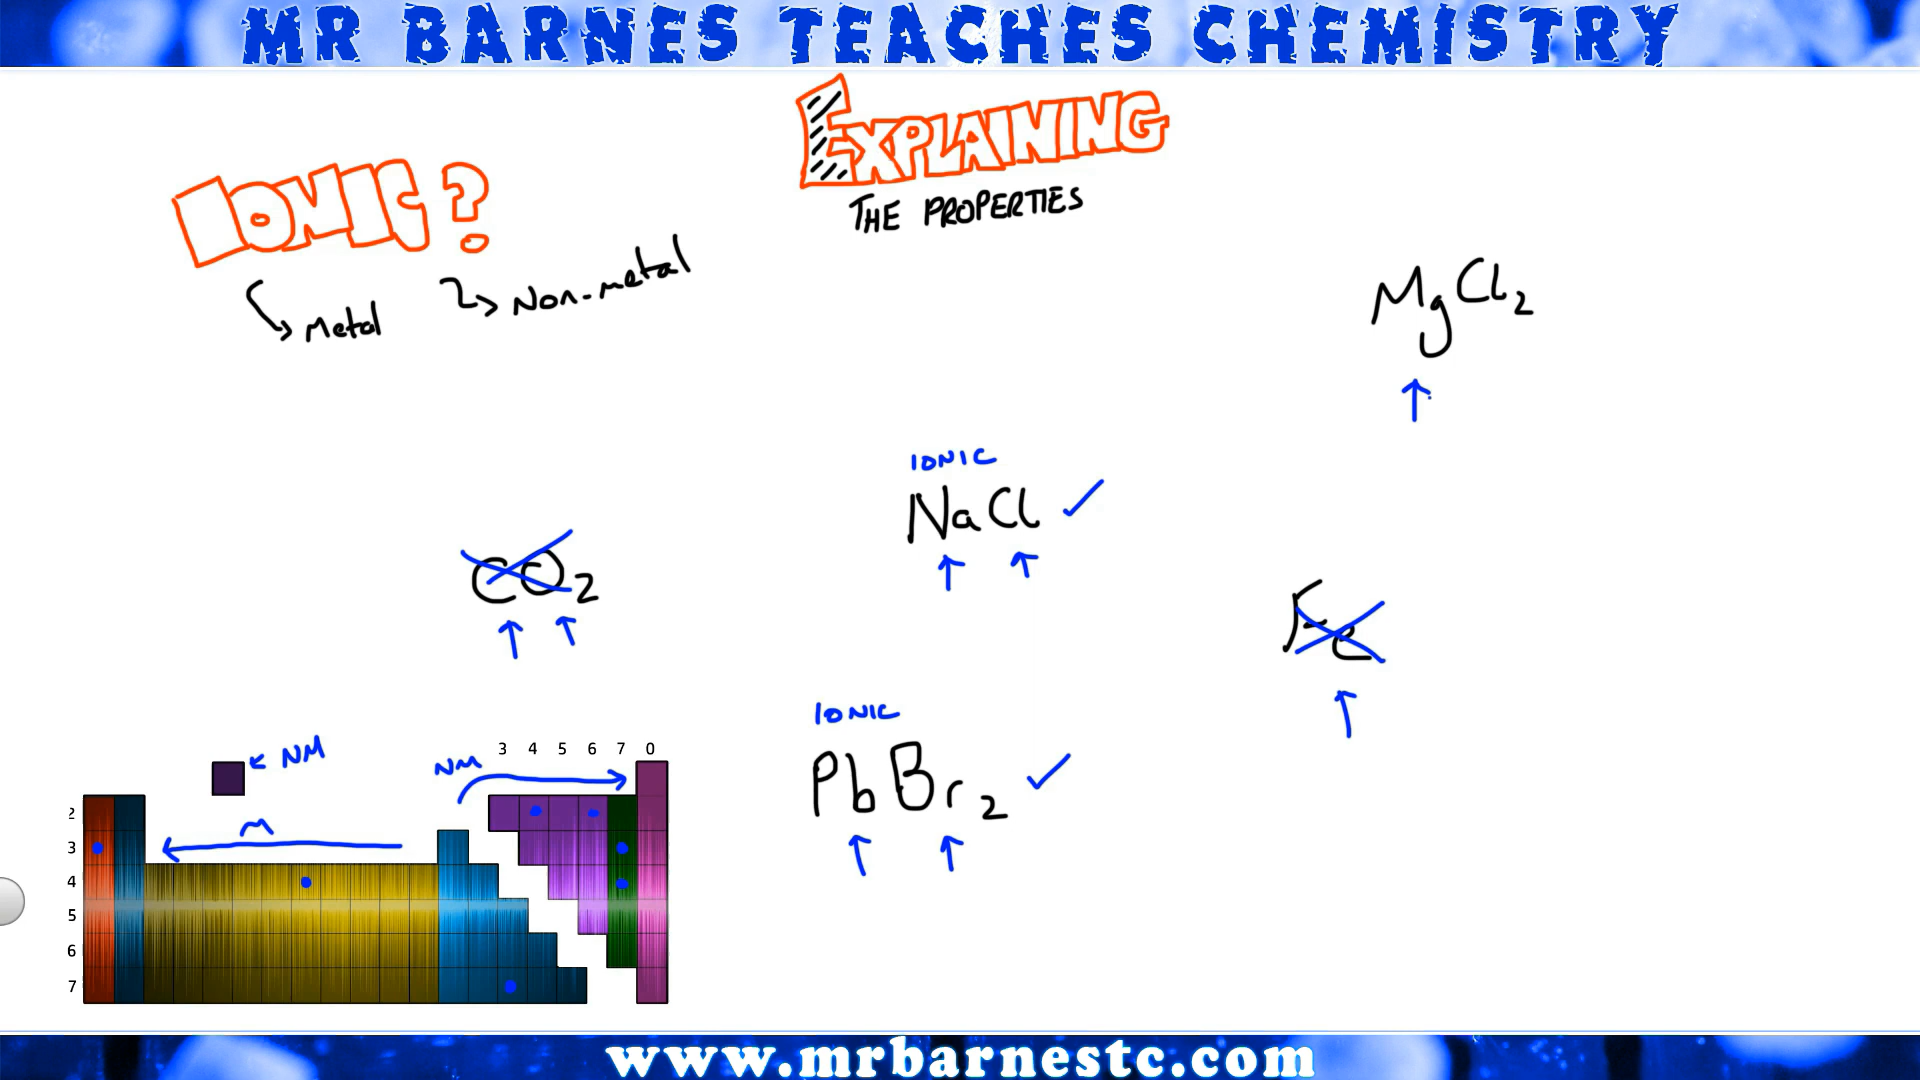 MR BARNES TEACHES CHEMISTRY
EXPLAINING
THE PROPERTIES
IONIC?
Metal
Non-metal
MgCl2
IONIC
NaCl
CO2
Fe
IONIC
PbBr2
NM
NM
3 4 5 6 7 0
M
2
3
4
5
6
7
www.mrbarnestc.com